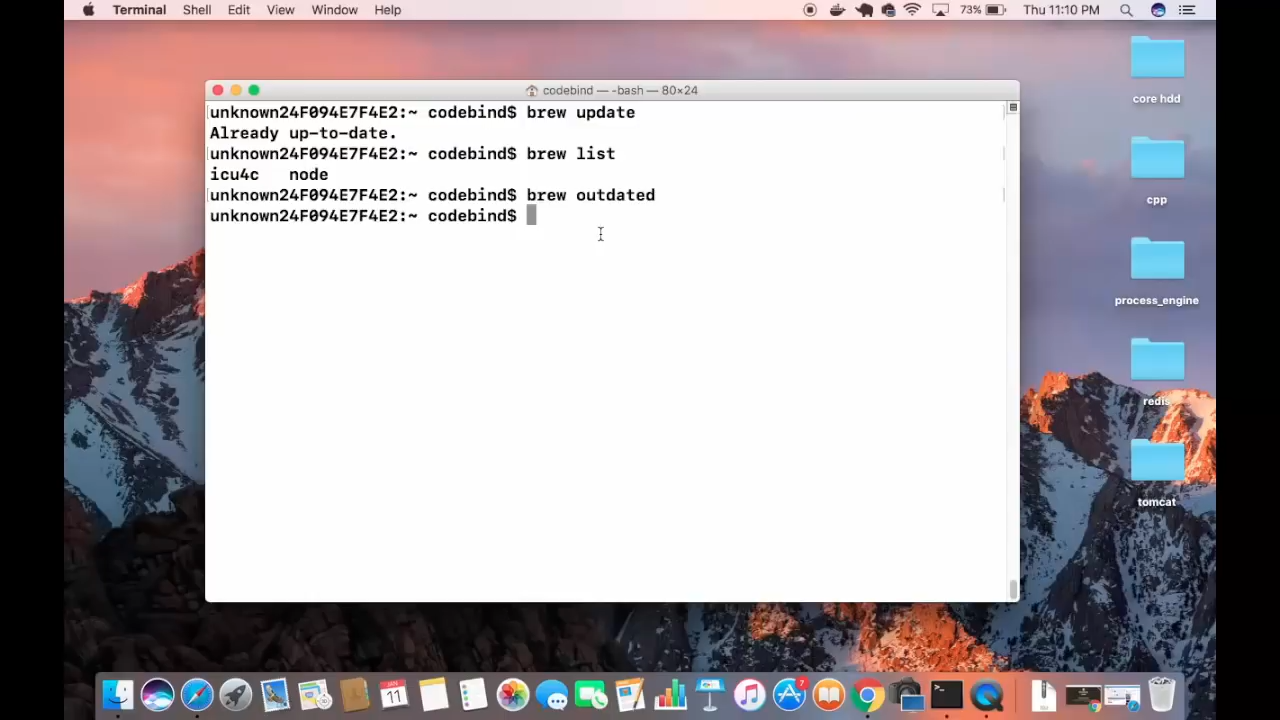 Terminal Shell Edit View Window Help 73% Thu 11:10 PM
codebind — -bash — 80×24
unknown24F094E7F4E2:~ codebind$ brew update
Already up-to-date.
unknown24F094E7F4E2:~ codebind$ brew list
icu4c node
unknown24F094E7F4E2:~ codebind$ brew outdated
unknown24F094E7F4E2:~ codebind$
core hdd
cpp
process_engine
redis
tomcat
11
7